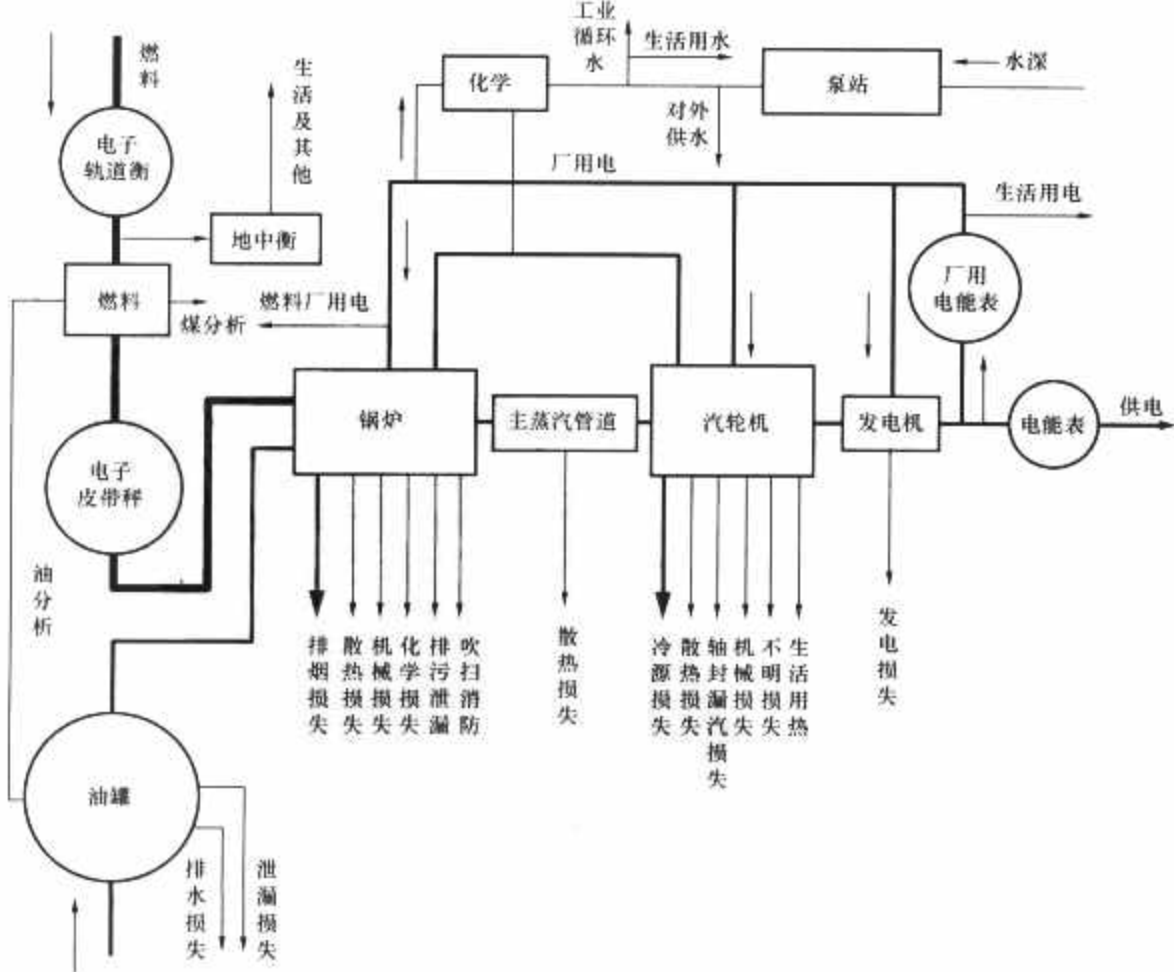 工业
循环
水
生活用水
水深
燃料
生活及其他
化学
泵站
对外
供水
电子
轨道衡
厂用电
生活用电
地中衡
燃料
煤分析
燃料厂用电
厂用
电能表
锅炉
主蒸汽管道
汽轮机
发电机
电能表
供电
电子
皮带秤
油分析
排烟损失
散热损失
机械损失
化学损失
排污泄漏
吹扫消防
散热损失
冷源损失
散热损失
轴封漏汽损失
机械损失
不明损失
生活用热
发电损失
油罐
排水损失
泄漏损失